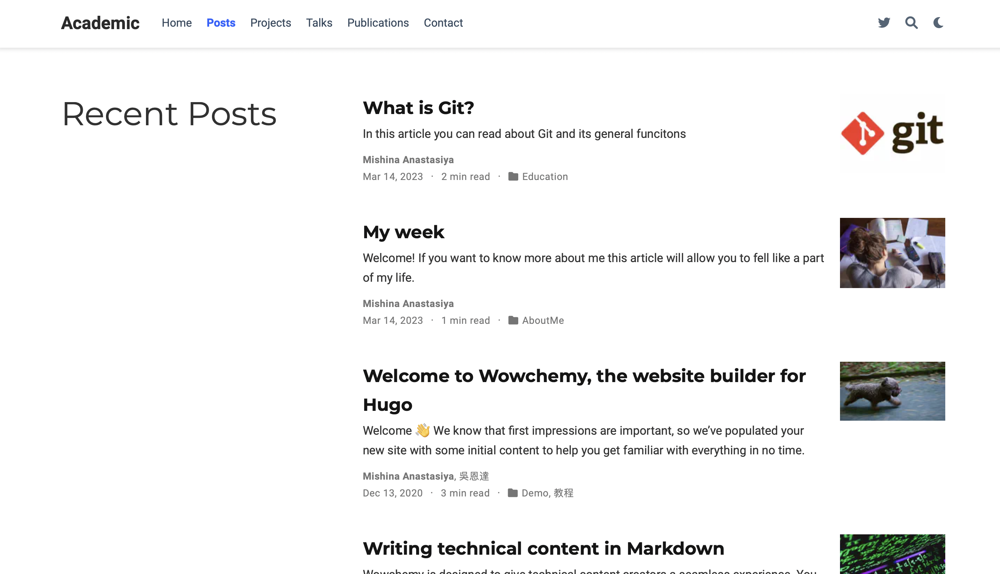 Academic
Home Posts Projects Talks Publications Contact
Recent Posts
What is Git?
In this article you can read about Git and its general funcitons
Mishina Anastasiya
Mar 14, 2023 · 2 min read · Education
git
My week
Welcome! If you want to know more about me this article will allow you to fell like a part
of my life.
Mishina Anastasiya
Mar 14, 2023 · 1 min read · AboutMe
Welcome to Wowchemy, the website builder for
Hugo
Welcome 👋 We know that first impressions are important, so we’ve populated your
new site with some initial content to help you get familiar with everything in no time.
Mishina Anastasiya, 吳恩達
Dec 13, 2020 · 3 min read · Demo, 教程
Writing technical content in Markdown
Wowchemy is designed to give technical content creators a seamless experience. You